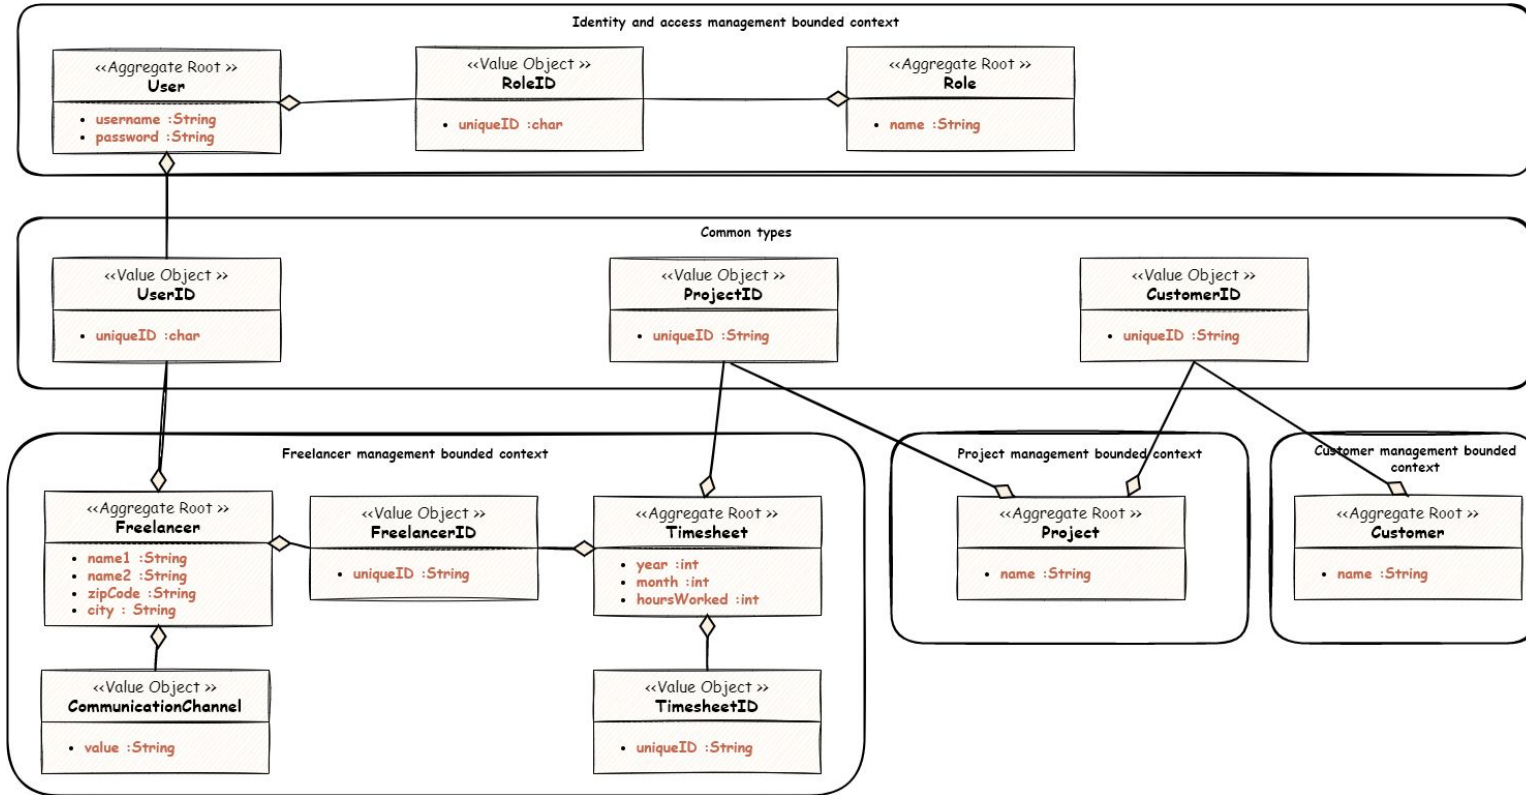 Identity and access management bounded context
<<Aggregate Root >>
User
• username :String
• password :String
<<Value Object >>
RoleID
• uniqueID :char
<<Aggregate Root >>
Role
• name :String
Common types
<<Value Object >>
UserID
• uniqueID :char
<<Value Object >>
ProjectID
• uniqueID :String
<<Value Object >>
CustomerID
• uniqueID :String
Freelancer management bounded context
<<Aggregate Root >>
Freelancer
• name1 :String
• name2 :String
• zipCode :String
• city : String
<<Value Object >>
FreelancerID
• uniqueID :String
<<Aggregate Root >>
Timesheet
• year :int
• month :int
• hoursWorked :int
<<Value Object >>
CommunicationChannel
• value :String
<<Value Object >>
TimesheetID
• uniqueID :String
Project management bounded context
<<Aggregate Root >>
Project
• name :String
Customer management bounded
context
<<Aggregate Root >>
Customer
• name :String